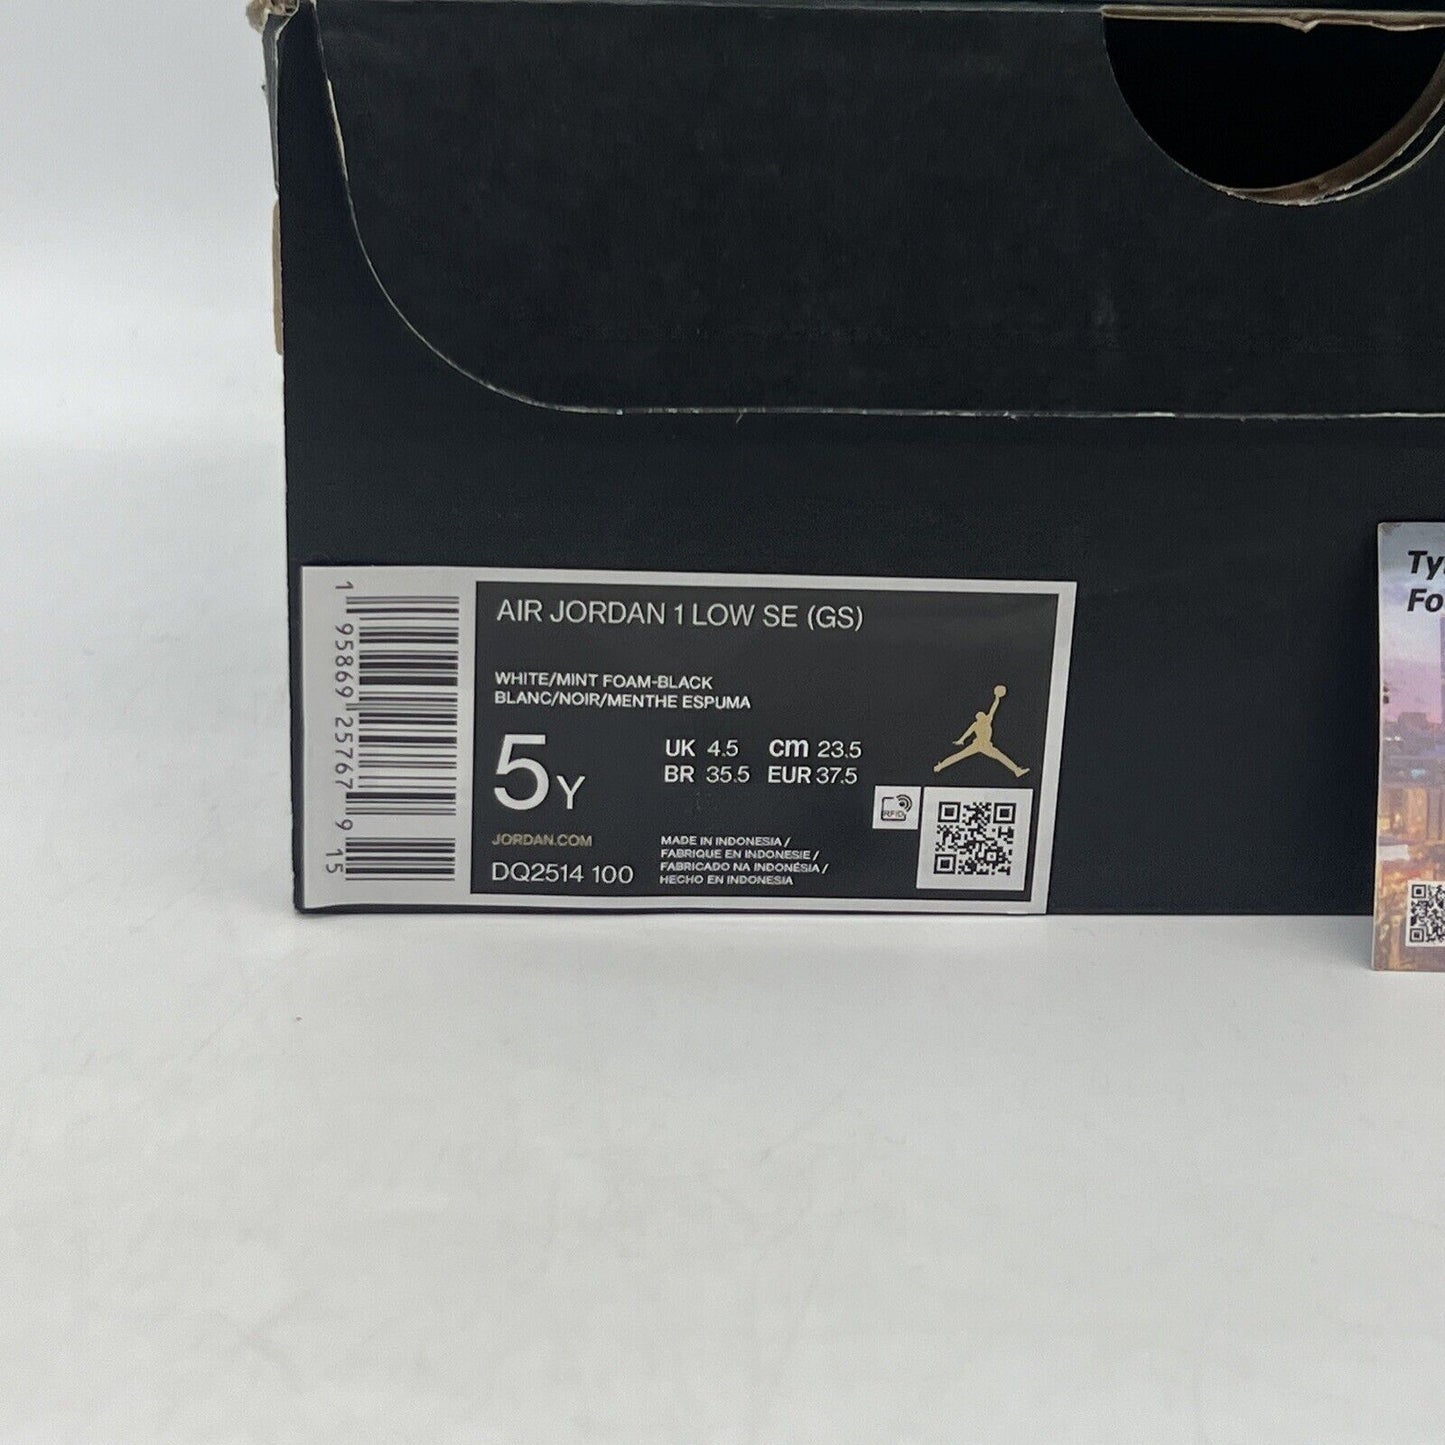 AIR JORDAN 1 LOW SE (GS)
WHITE/MINT FOAM-BLACK
BLANC/NOIR/MENTHE ESPUMA
5Y
UK 4.5 cm 23.5
BR 35.5 EUR 37.5
RFID
JORDAN.COM
DQ2514 100
MADE IN INDONESIA /
FABRIQUE EN INDONESIE /
FABRICADO NA INDONÉSIA /
HECHO EN INDONESIA
1 95869 25767 9 15